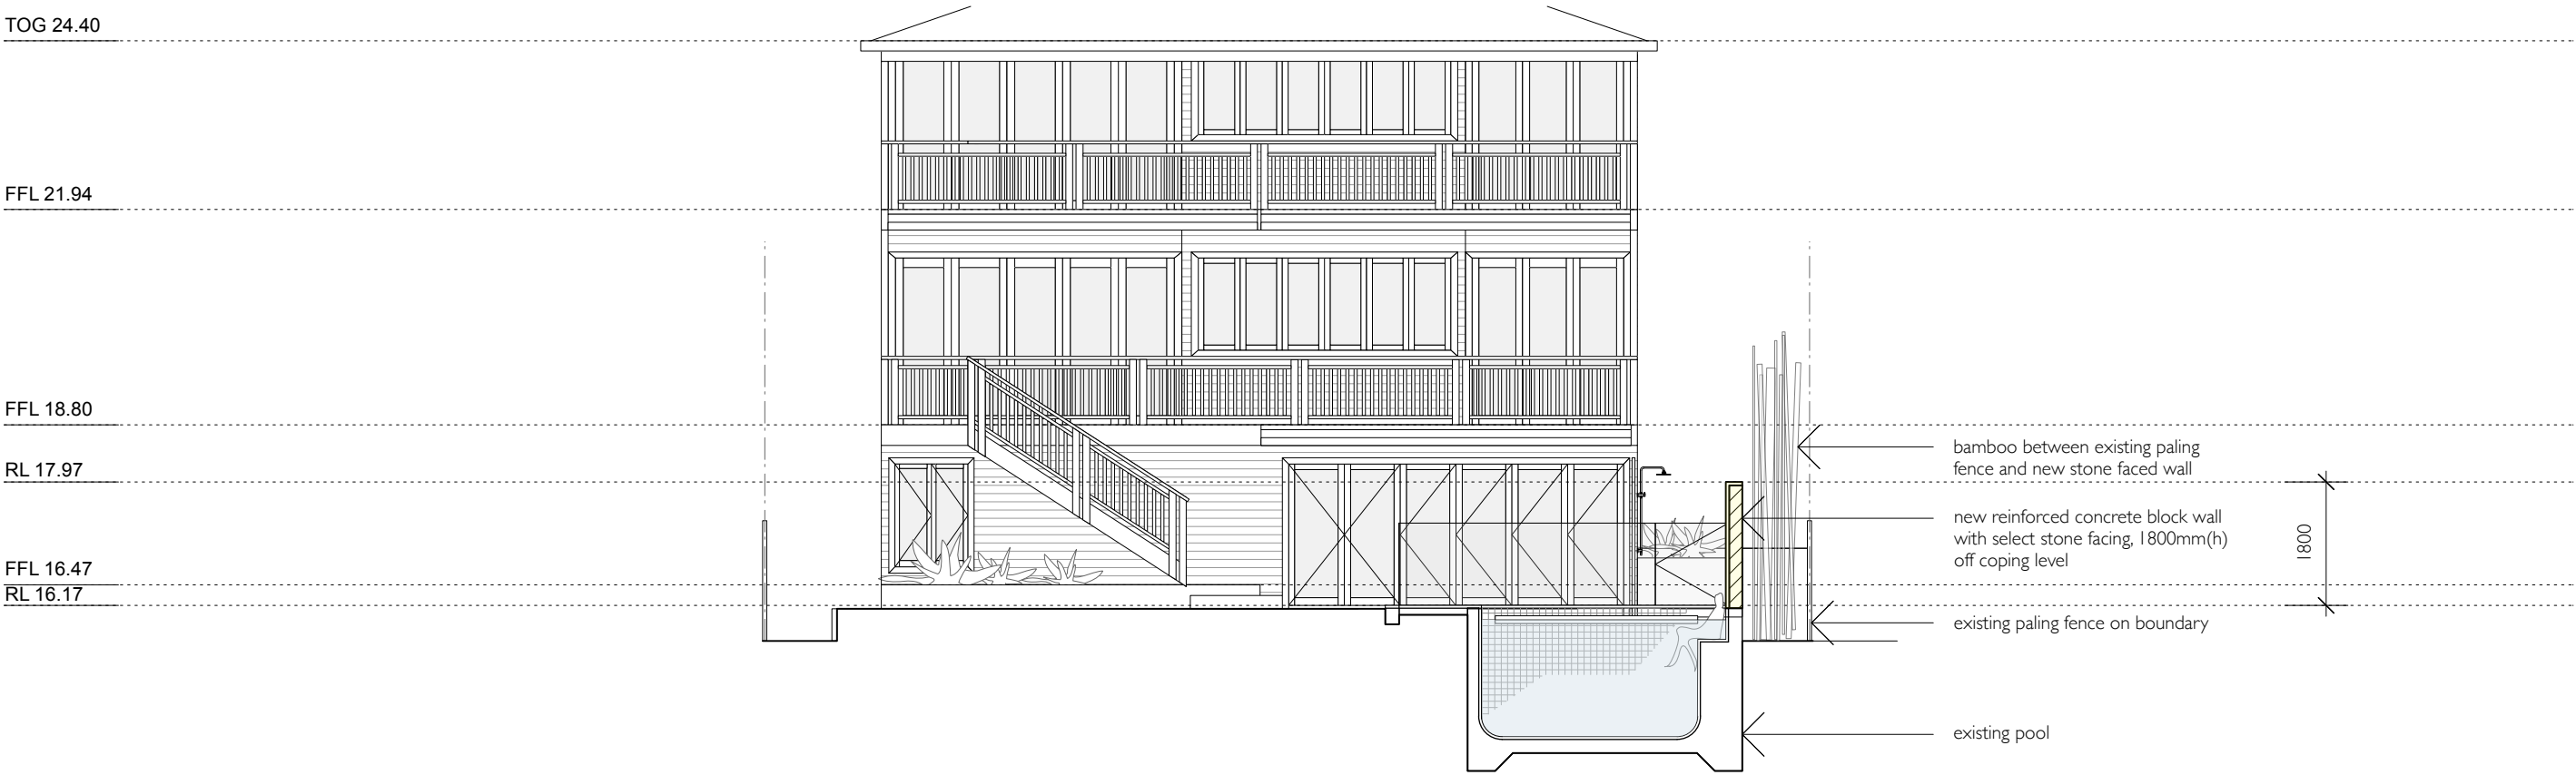 TOG 24.40
FFL 21.94
FFL 18.80
RL 17.97
FFL 16.47
RL 16.17
bamboo between existing paling
fence and new stone faced wall
new reinforced concrete block wall
with select stone facing, 1800mm(h)
off coping level
1800
existing paling fence on boundary
existing pool